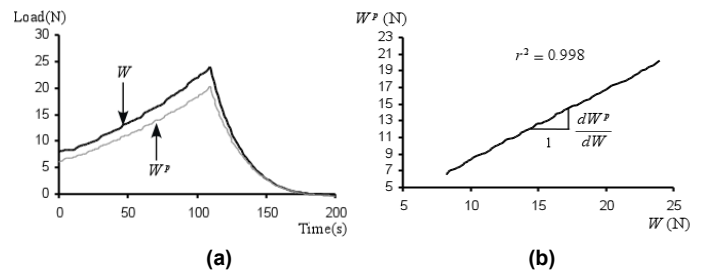 Load(N)
35
30
25
20
15
10
5
0
W
W^p
0 50 100 150 200
Time(s)
(a)
W^p (N)
23
21
19
17
15
13
11
9
7
5
r² = 0.998
1
dW^p
dW
5 10 15 20 25
W (N)
(b)